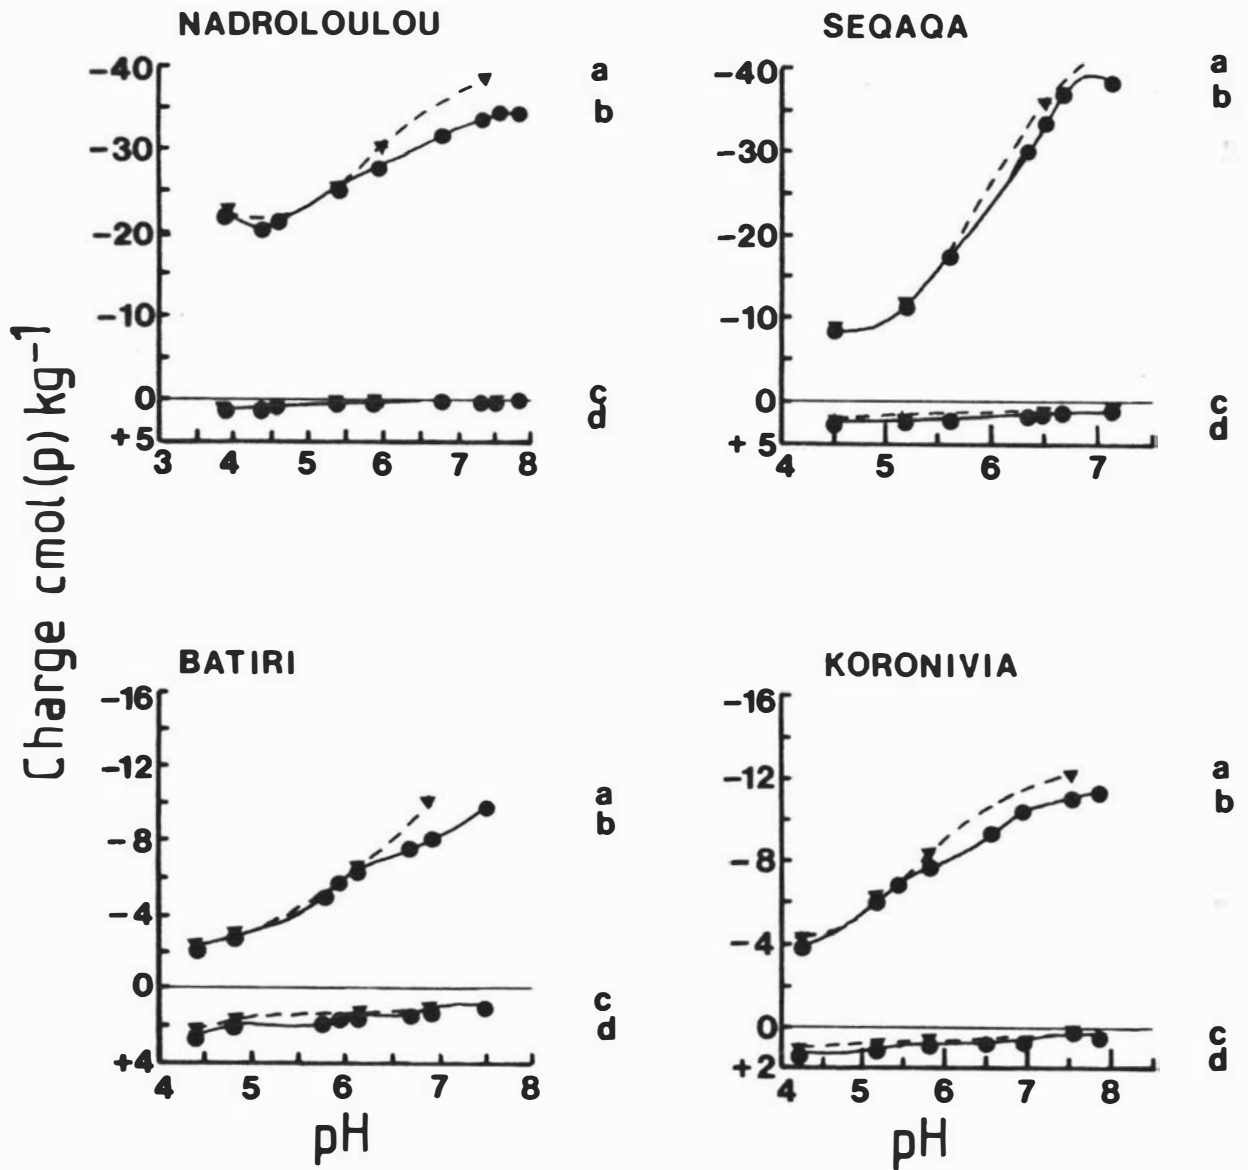 NADROLOULOU
SEQAQA
Charge cmol(p) kg⁻¹
−40
−30
−20
−10
0
+5
3 4 5 6 7 8
a
b
c
d
−40
−30
−20
−10
0
+5
4 5 6 7
a
b
c
d
BATIRI
KORONIVIA
−16
−12
−8
−4
0
+4
4 5 6 7 8
pH
a
b
c
d
−16
−12
−8
−4
0
+2
4 5 6 7 8
pH
a
b
c
d